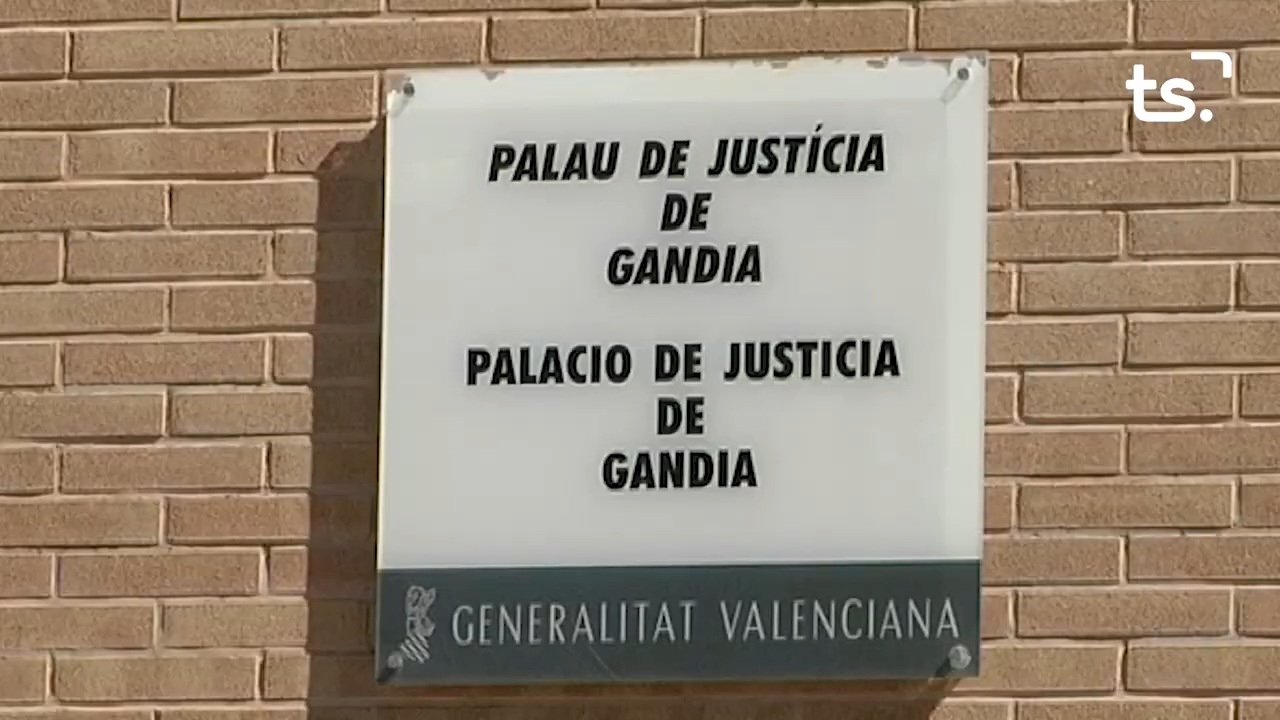 ts.
PALAU DE JUSTÍCIA
DE
GANDIA
PALACIO DE JUSTICIA
DE
GANDIA
GENERALITAT VALENCIANA